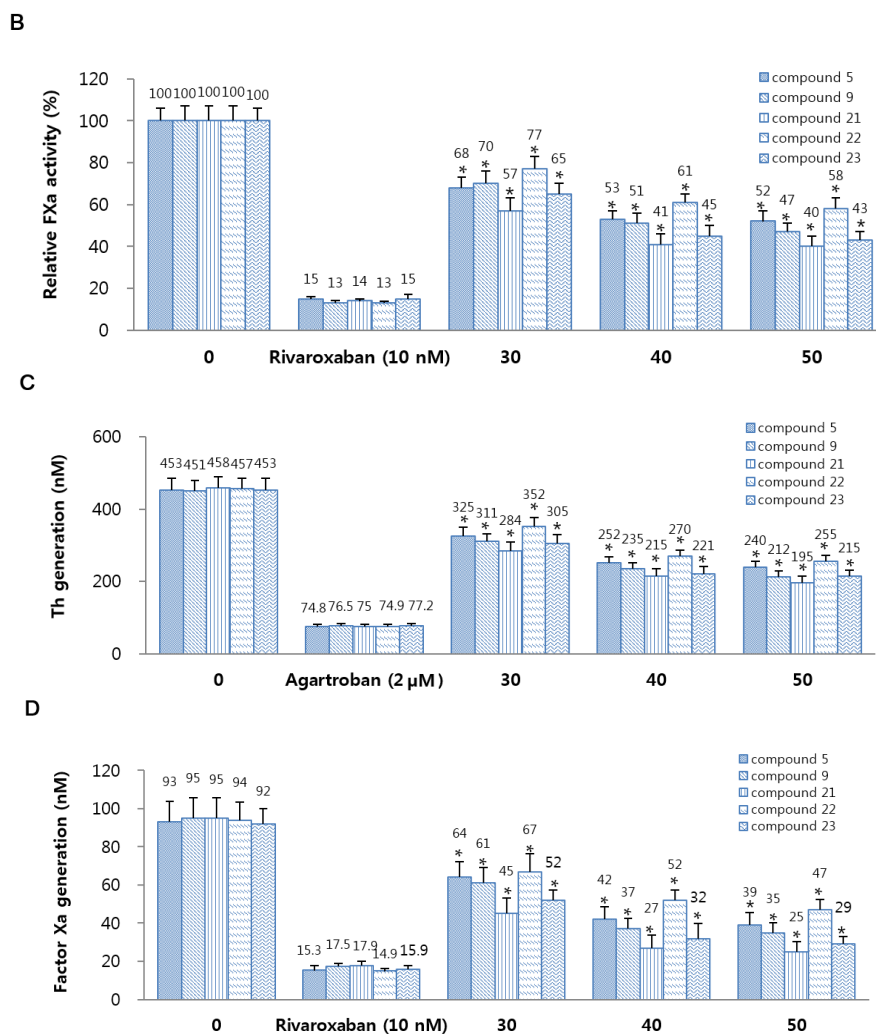 B
120
100
80
60
40
20
0
Relative FXa activity (%)
100 100 100 100 100
15 13 14 13 15
68 70 57 77 65
* * * * *
53 51 41 61 45
* * * * *
52 47 40 58 43
* * * * *
compound 5
compound 9
compound 21
compound 22
compound 23
0 Rivaroxaban (10 nM) 30 40 50
C
600
400
200
0
Th generation (nM)
453 451 458 457 453
74.8 76.5 75 74.9 77.2
325 311 284 352 305
* * * * *
252 235 215 270 221
* * * * *
240 212 195 255 215
* * * * *
compound 5
compound 9
compound 21
compound 22
compound 23
0 Agartroban (2 μM) 30 40 50
D
120
100
80
60
40
20
0
Factor Xa generation (nM)
93 95 95 94 92
15.3 17.5 17.9 14.9 15.9
64 61 45 67 52
* * * * *
42 37 27 52 32
* * * * *
39 35 25 47 29
* * * * *
compound 5
compound 9
compound 21
compound 22
compound 23
0 Rivaroxaban (10 nM) 30 40 50